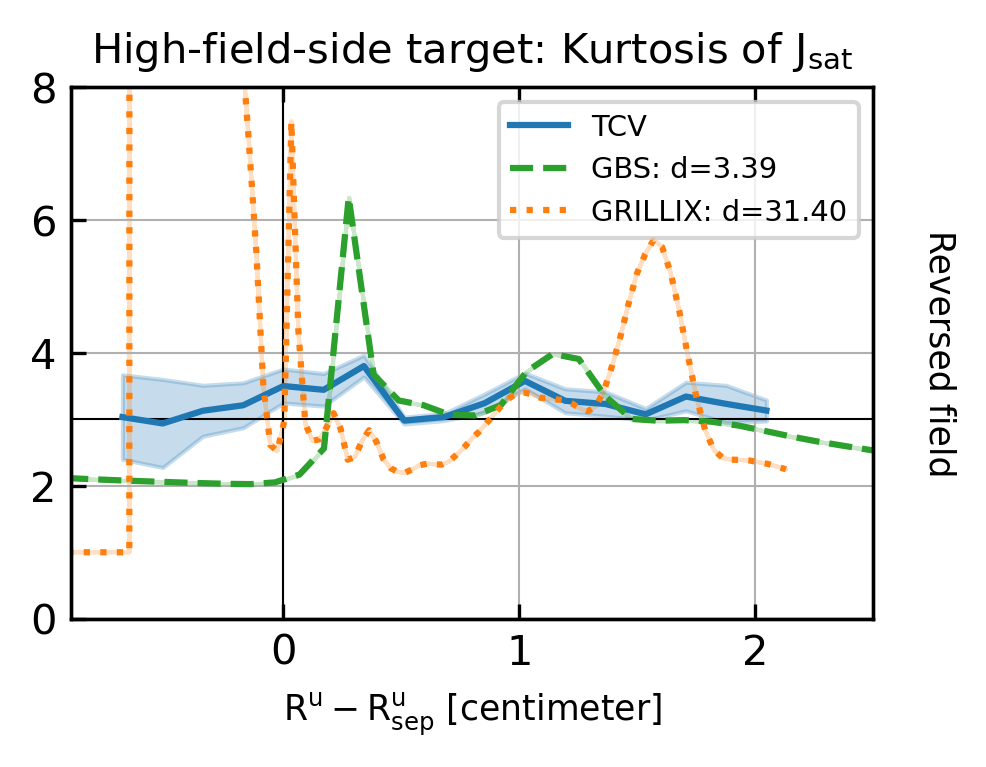 High-field-side target: Kurtosis of J_sat
8
6
4
2
0
TCV
GBS: d=3.39
GRILLIX: d=31.40
Reversed field
0 1 2
R^u − R^u_sep [centimeter]